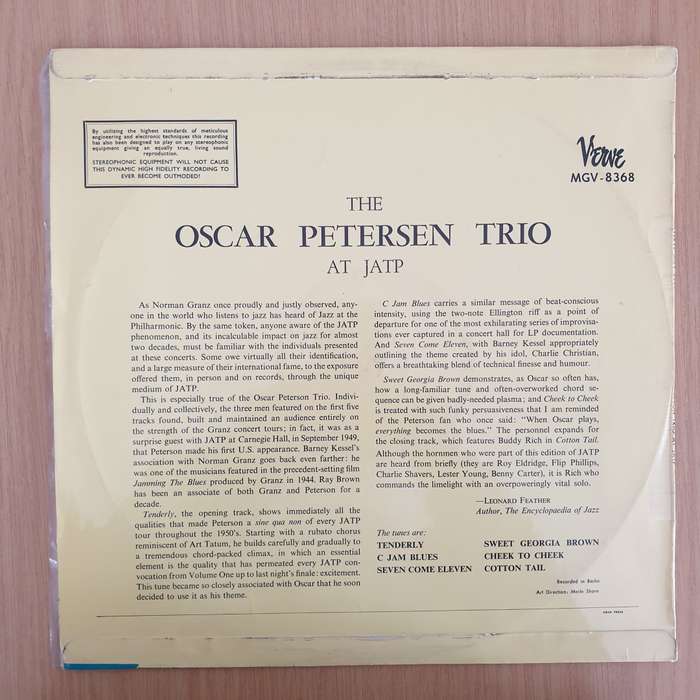 By utilizing the highest standards of meticulous
engineering and electronic techniques this recording
has also been designed to play on any stereophonic
equipment giving an equally true, living sound
reproduction.
STEREOPHONIC EQUIPMENT WILL NOT CAUSE
THIS DYNAMIC HIGH FIDELITY RECORDING TO
EVER BECOME OUTMODED!
VERVE
MGV-8368
THE
OSCAR PETERSEN TRIO
AT JATP
As Norman Granz once proudly and justly observed, any-
one in the world who listens to jazz has heard of Jazz at the
Philharmonic. By the same token, anyone aware of the JATP
phenomenon, and its incalculable impact on jazz for almost
two decades, must be familiar with the individuals presented
at these concerts. Some owe virtually all their identification,
and a large measure of their international fame, to the exposure
offered them, in person and on records, through the unique
medium of JATP.
This is especially true of the Oscar Peterson Trio. Indivi-
dually and collectively, the three men featured on the first five
tracks found, built and maintained an audience entirely on
the strength of the Granz concert tours; in fact, it was as a
surprise guest with JATP at Carnegie Hall, in September 1949,
that Peterson made his first U.S. appearance. Barney Kessel's
association with Norman Granz goes back even farther: he
was one of the musicians featured in the precedent-setting film
Jamming The Blues produced by Granz in 1944. Ray Brown
has been an associate of both Granz and Peterson for a
decade.
Tenderly, the opening track, shows immediately all the
qualities that made Peterson a sine qua non of every JATP
tour throughout the 1950's. Starting with a rubato chorus
reminiscent of Art Tatum, he builds carefully and gradually to
a tremendous chord-packed climax, in which an essential
element is the quality that has permeated every JATP con-
vocation from Volume One up to last night's finale: excitement.
This tune became so closely associated with Oscar that he soon
decided to use it as his theme.
C Jam Blues carries a similar message of beat-conscious
intensity, using the two-note Ellington riff as a point of
departure for one of the most exhilarating series of improvisa-
tions ever captured in a concert hall for LP documentation.
And Seven Come Eleven, with Barney Kessel appropriately
outlining the theme created by his idol, Charlie Christian,
offers a breathtaking blend of technical finesse and humour.
Sweet Georgia Brown demonstrates, as Oscar so often has,
how a long-familiar tune and often-overworked chord se-
quence can be given badly-needed plasma; and Cheek to Cheek
is treated with such funky persuasiveness that I am reminded
of the Peterson fan who once said: "When Oscar plays,
everything becomes the blues." The personnel expands for
the closing track, which features Buddy Rich in Cotton Tail.
Although the hornmen who were part of this edition of JATP
are heard from briefly (they are Roy Eldridge, Flip Phillips,
Charlie Shavers, Lester Young, Benny Carter), it is Rich who
commands the limelight with an overpoweringly vital solo.
—LEONARD FEATHER
Author, The Encyclopaedia of Jazz
The tunes are:
TENDERLY SWEET GEORGIA BROWN
C JAM BLUES CHEEK TO CHEEK
SEVEN COME ELEVEN COTTON TAIL
Recorded in
Art Direction: Merle Shore